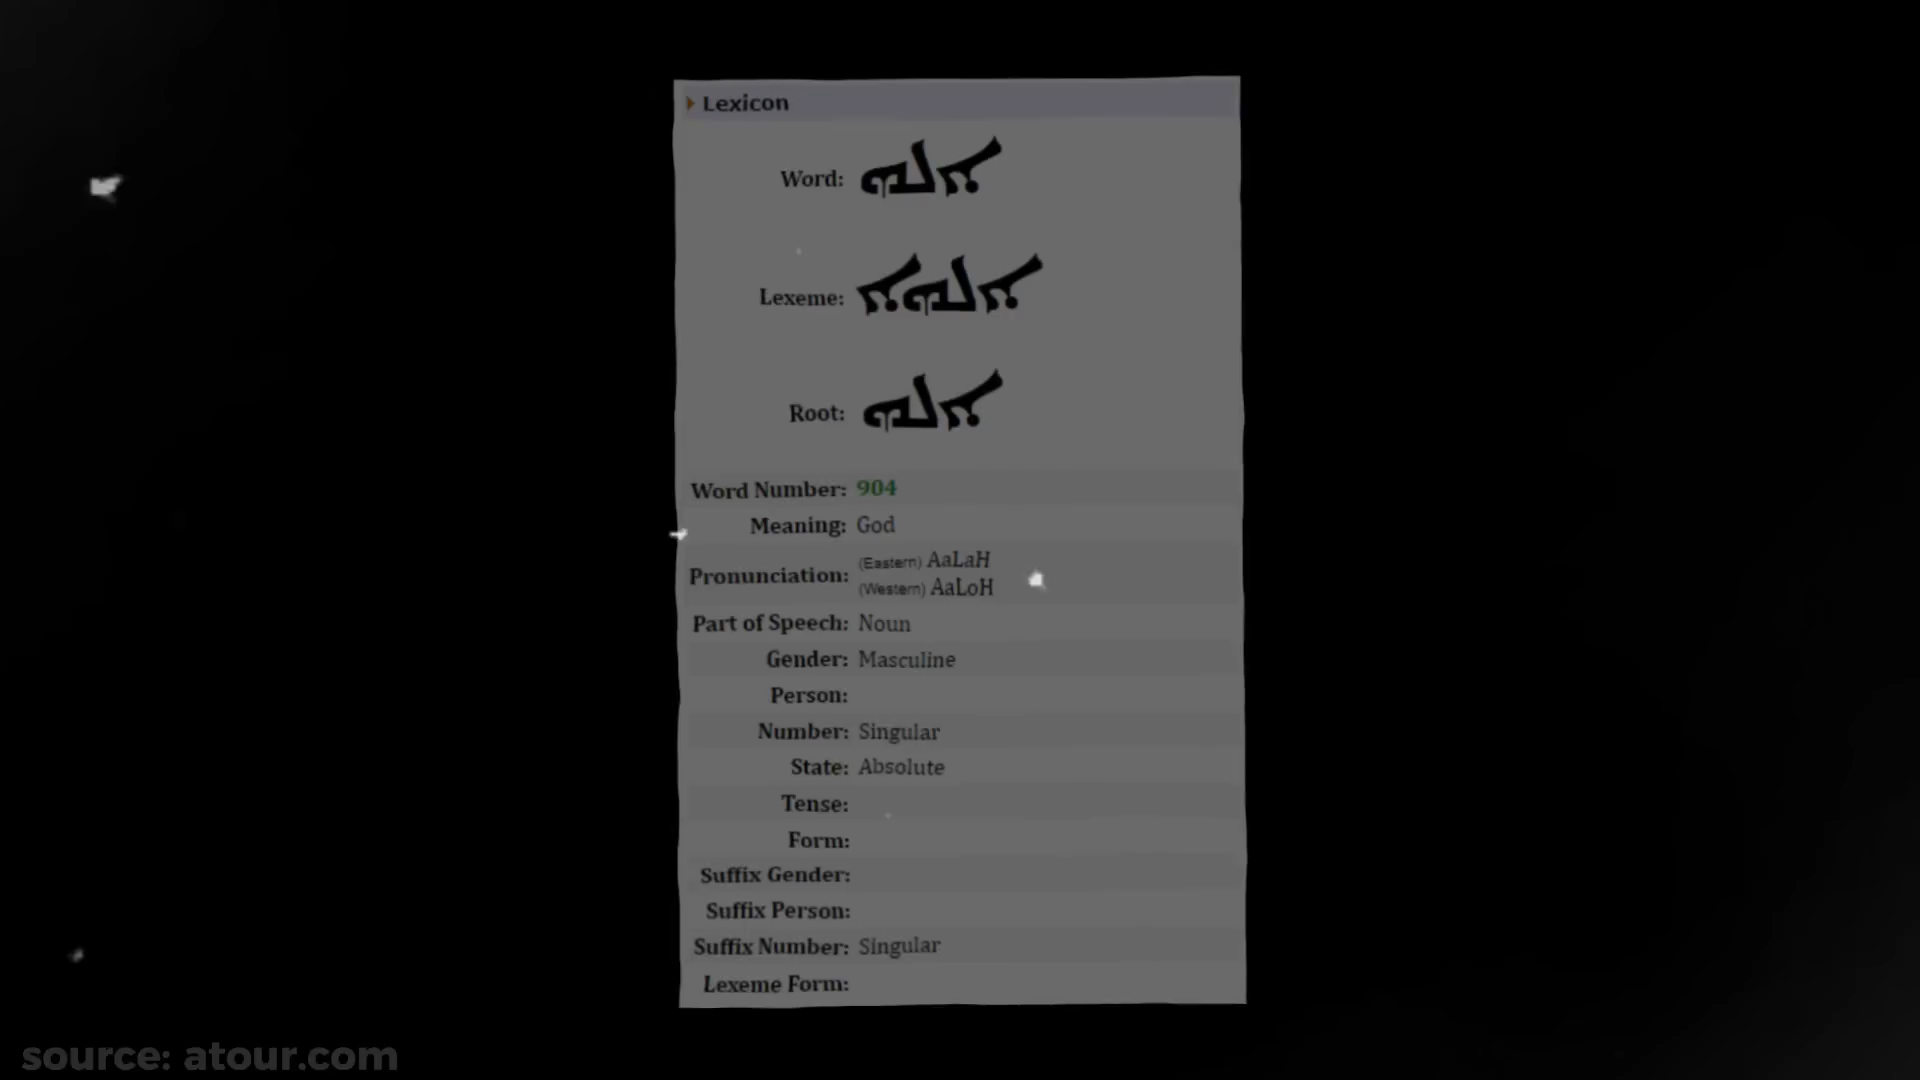 Lexicon
Word: ܐܠܗ
Lexeme: ܐܠܗܐ
Root: ܐܠܗ
Word Number: 904
Meaning: God
Pronunciation: (Eastern) AaLaH
(Western) AaLoH
Part of Speech: Noun
Gender: Masculine
Person:
Number: Singular
State: Absolute
Tense:
Form:
Suffix Gender:
Suffix Person:
Suffix Number: Singular
Lexeme Form:
source: atour.com